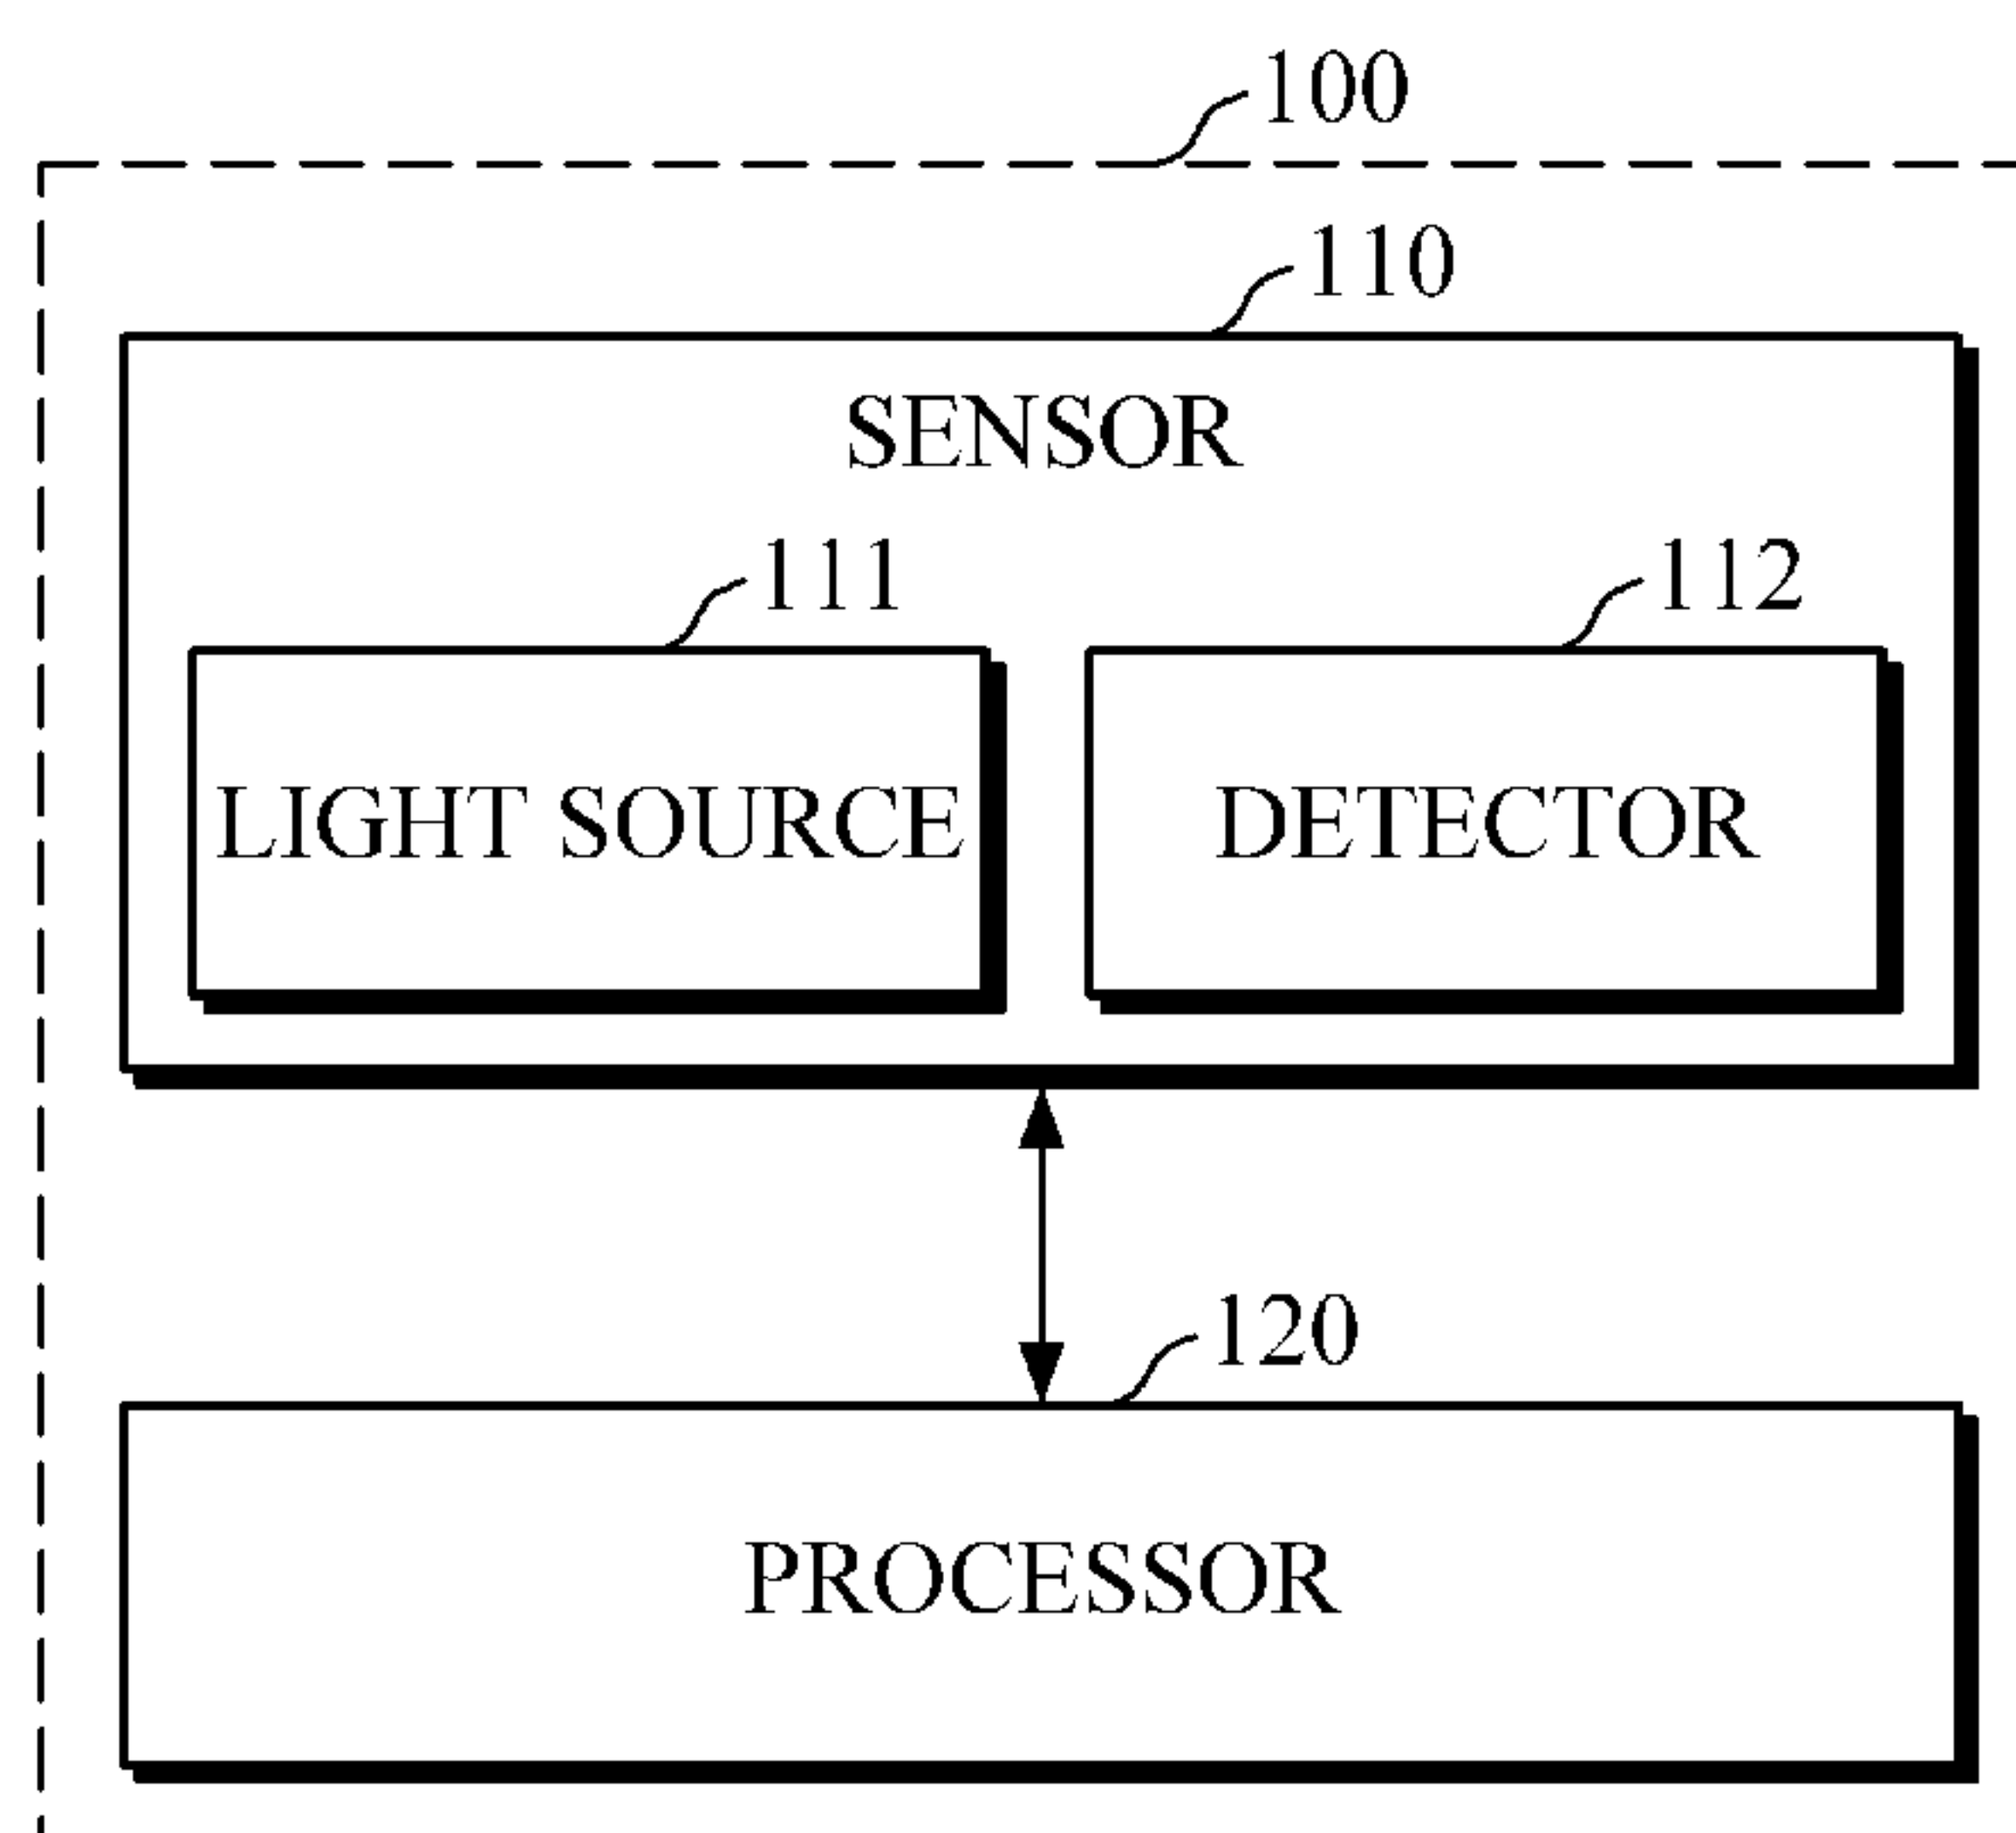 100
110
SENSOR
111
112
LIGHT SOURCE
DETECTOR
120
PROCESSOR